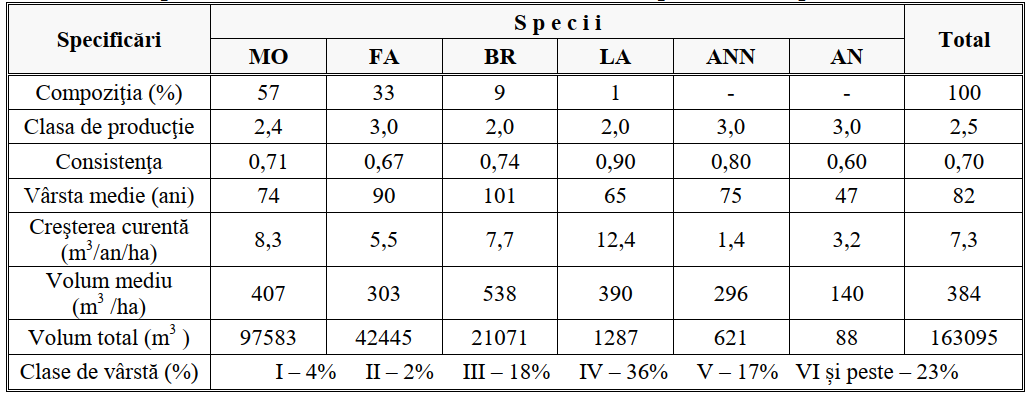 Specificări S p e c i i Total
MO FA BR LA ANN AN
Compoziţia (%) 57 33 9 1 - - 100
Clasa de producţie 2,4 3,0 2,0 2,0 3,0 3,0 2,5
Consistenţa 0,71 0,67 0,74 0,90 0,80 0,60 0,70
Vârsta medie (ani) 74 90 101 65 75 47 82
Creşterea curentă
(m³/an/ha) 8,3 5,5 7,7 12,4 1,4 3,2 7,3
Volum mediu
(m³ /ha) 407 303 538 390 296 140 384
Volum total (m³ ) 97583 42445 21071 1287 621 88 163095
Clase de vârstă (%) I – 4% II – 2% III – 18% IV – 36% V – 17% VI și peste – 23%